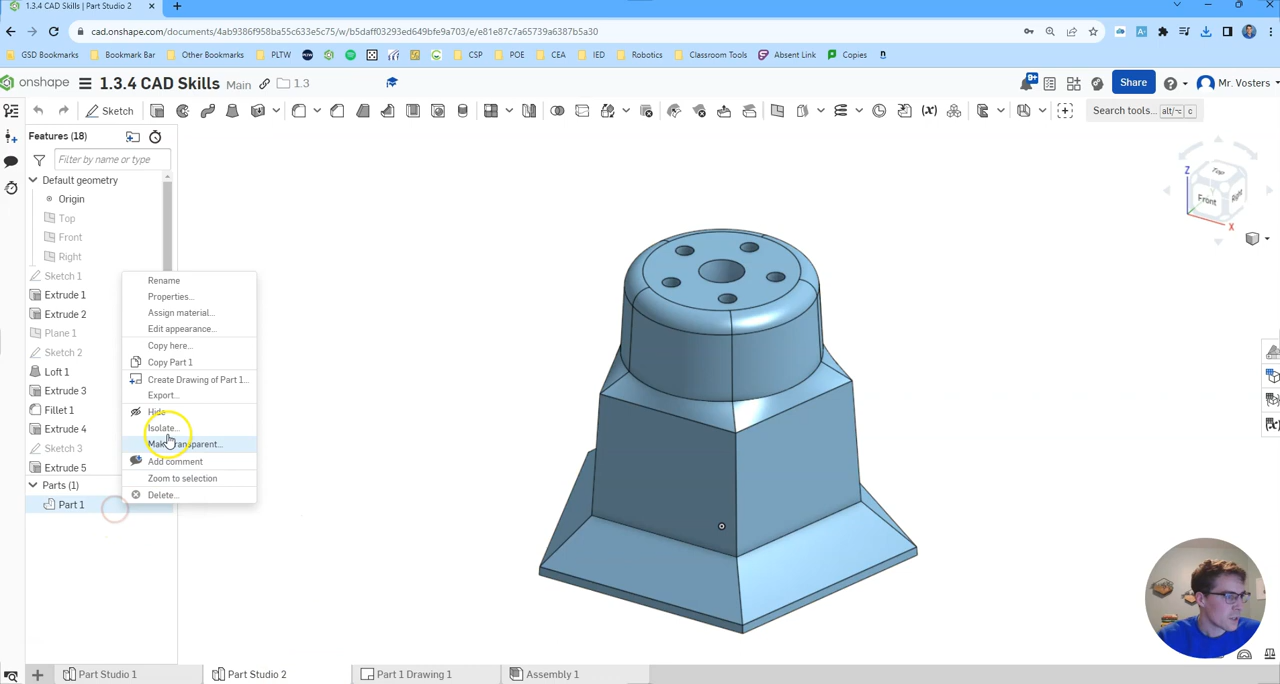 1.3.4 CAD Skills | Part Studio 2
cad.onshape.com/documents/4ab9386f958ba55c633e5c75/w/b5daff03293ed649bfe9a703/e/e81e87c7a65739a6387b5a30
GSD Bookmarks Bookmark Bar Other Bookmarks PLTW CSP POE CEA IED Robotics Classroom Tools Absent Link Copies
onshape 1.3.4 CAD Skills Main 1.3 9+ Share Mr. Vosters
Sketch (x) Search tools... alt/⌥ c
Features (18)
Filter by name or type
Default geometry
Origin
Top
Front
Right
Sketch 1
Extrude 1
Extrude 2
Plane 1
Sketch 2
Loft 1
Extrude 3
Fillet 1
Extrude 4
Sketch 3
Extrude 5
Parts (1)
Part 1
Rename
Properties...
Assign material...
Edit appearance...
Copy here...
Copy Part 1
Create Drawing of Part 1...
Export...
Hide
Isolate...
Make transparent...
Add comment
Zoom to selection
Delete...
Z
Top
Front
Right
X
Part Studio 1 Part Studio 2 Part 1 Drawing 1 Assembly 1